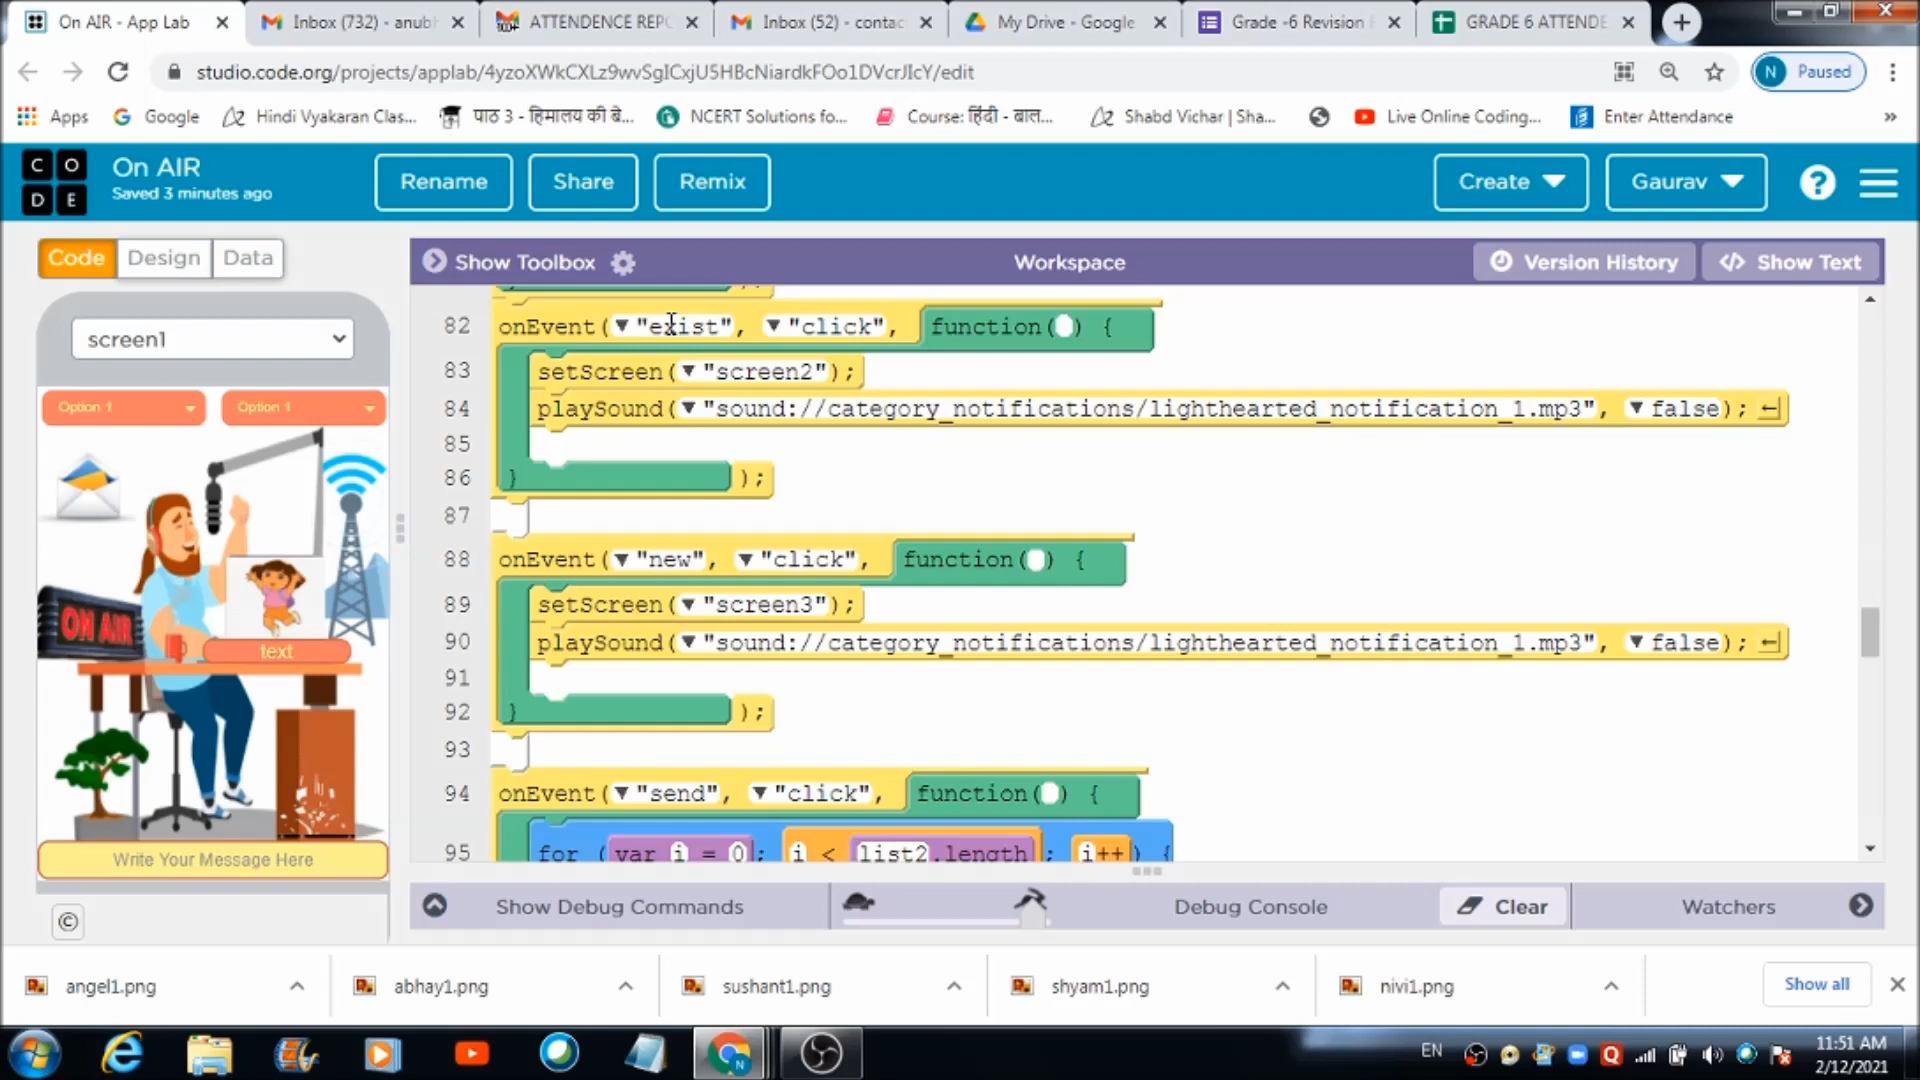 On AIR - App Lab
Inbox (732) - anub
ATTENDENCE REP
Inbox (52) - contac
My Drive - Google
Grade -6 Revision
GRADE 6 ATTENDE
studio.code.org/projects/applab/4yzoXWkCXLz9wvSgICxjU5HBcNiardkFOo1DVcrJIcY/edit
N Paused
Apps
Google
Hindi Vyakaran Clas...
पाठ 3 - हिमालय की बे...
NCERT Solutions fo...
Course: हिंदी - बाल...
Shabd Vichar | Sha...
Live Online Coding...
Enter Attendance
»
C O
D E
On AIR
Saved 3 minutes ago
Rename
Share
Remix
Create
Gaurav
?
Code
Design
Data
Show Toolbox
Workspace
Version History
</> Show Text
screen1
Option 1
Option 1
ON AIR
text
Write Your Message Here
©
82 onEvent(▼"exist", ▼"click", function() {
83 setScreen(▼"screen2");
84 playSound(▼"sound://category_notifications/lighthearted_notification_1.mp3", ▼false);
85
86 } );
87
88 onEvent(▼"new", ▼"click", function() {
89 setScreen(▼"screen3");
90 playSound(▼"sound://category_notifications/lighthearted_notification_1.mp3", ▼false);
91
92 } );
93
94 onEvent(▼"send", ▼"click", function() {
95 for (var i = 0; i < list2.length; i++) {
Show Debug Commands
Debug Console
Clear
Watchers
angel1.png
abhay1.png
sushant1.png
shyam1.png
nivi1.png
Show all
EN
11:51 AM
2/12/2021